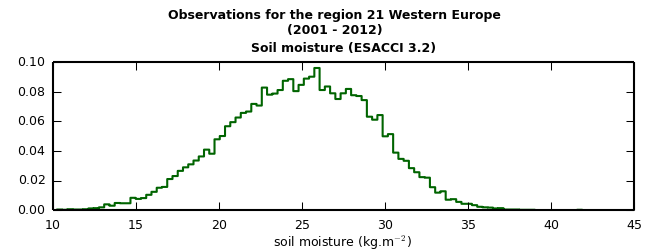 Observations for the region 21 Western Europe
(2001 - 2012)
Soil moisture (ESACCI 3.2)
0.10
0.08
0.06
0.04
0.02
0.00
10 15 20 25 30 35 40 45
soil moisture (kg.m⁻²)